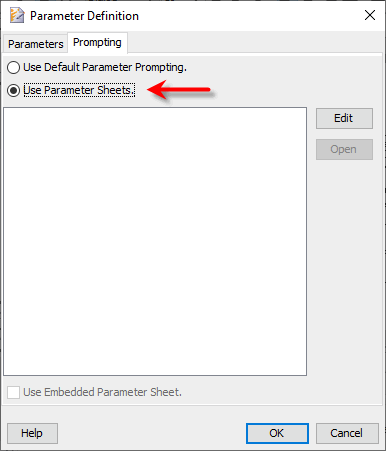 Parameter Definition
Parameters
Prompting
Use Default Parameter Prompting.
Use Parameter Sheets.
Edit
Open
Use Embedded Parameter Sheet.
Help
OK
Cancel